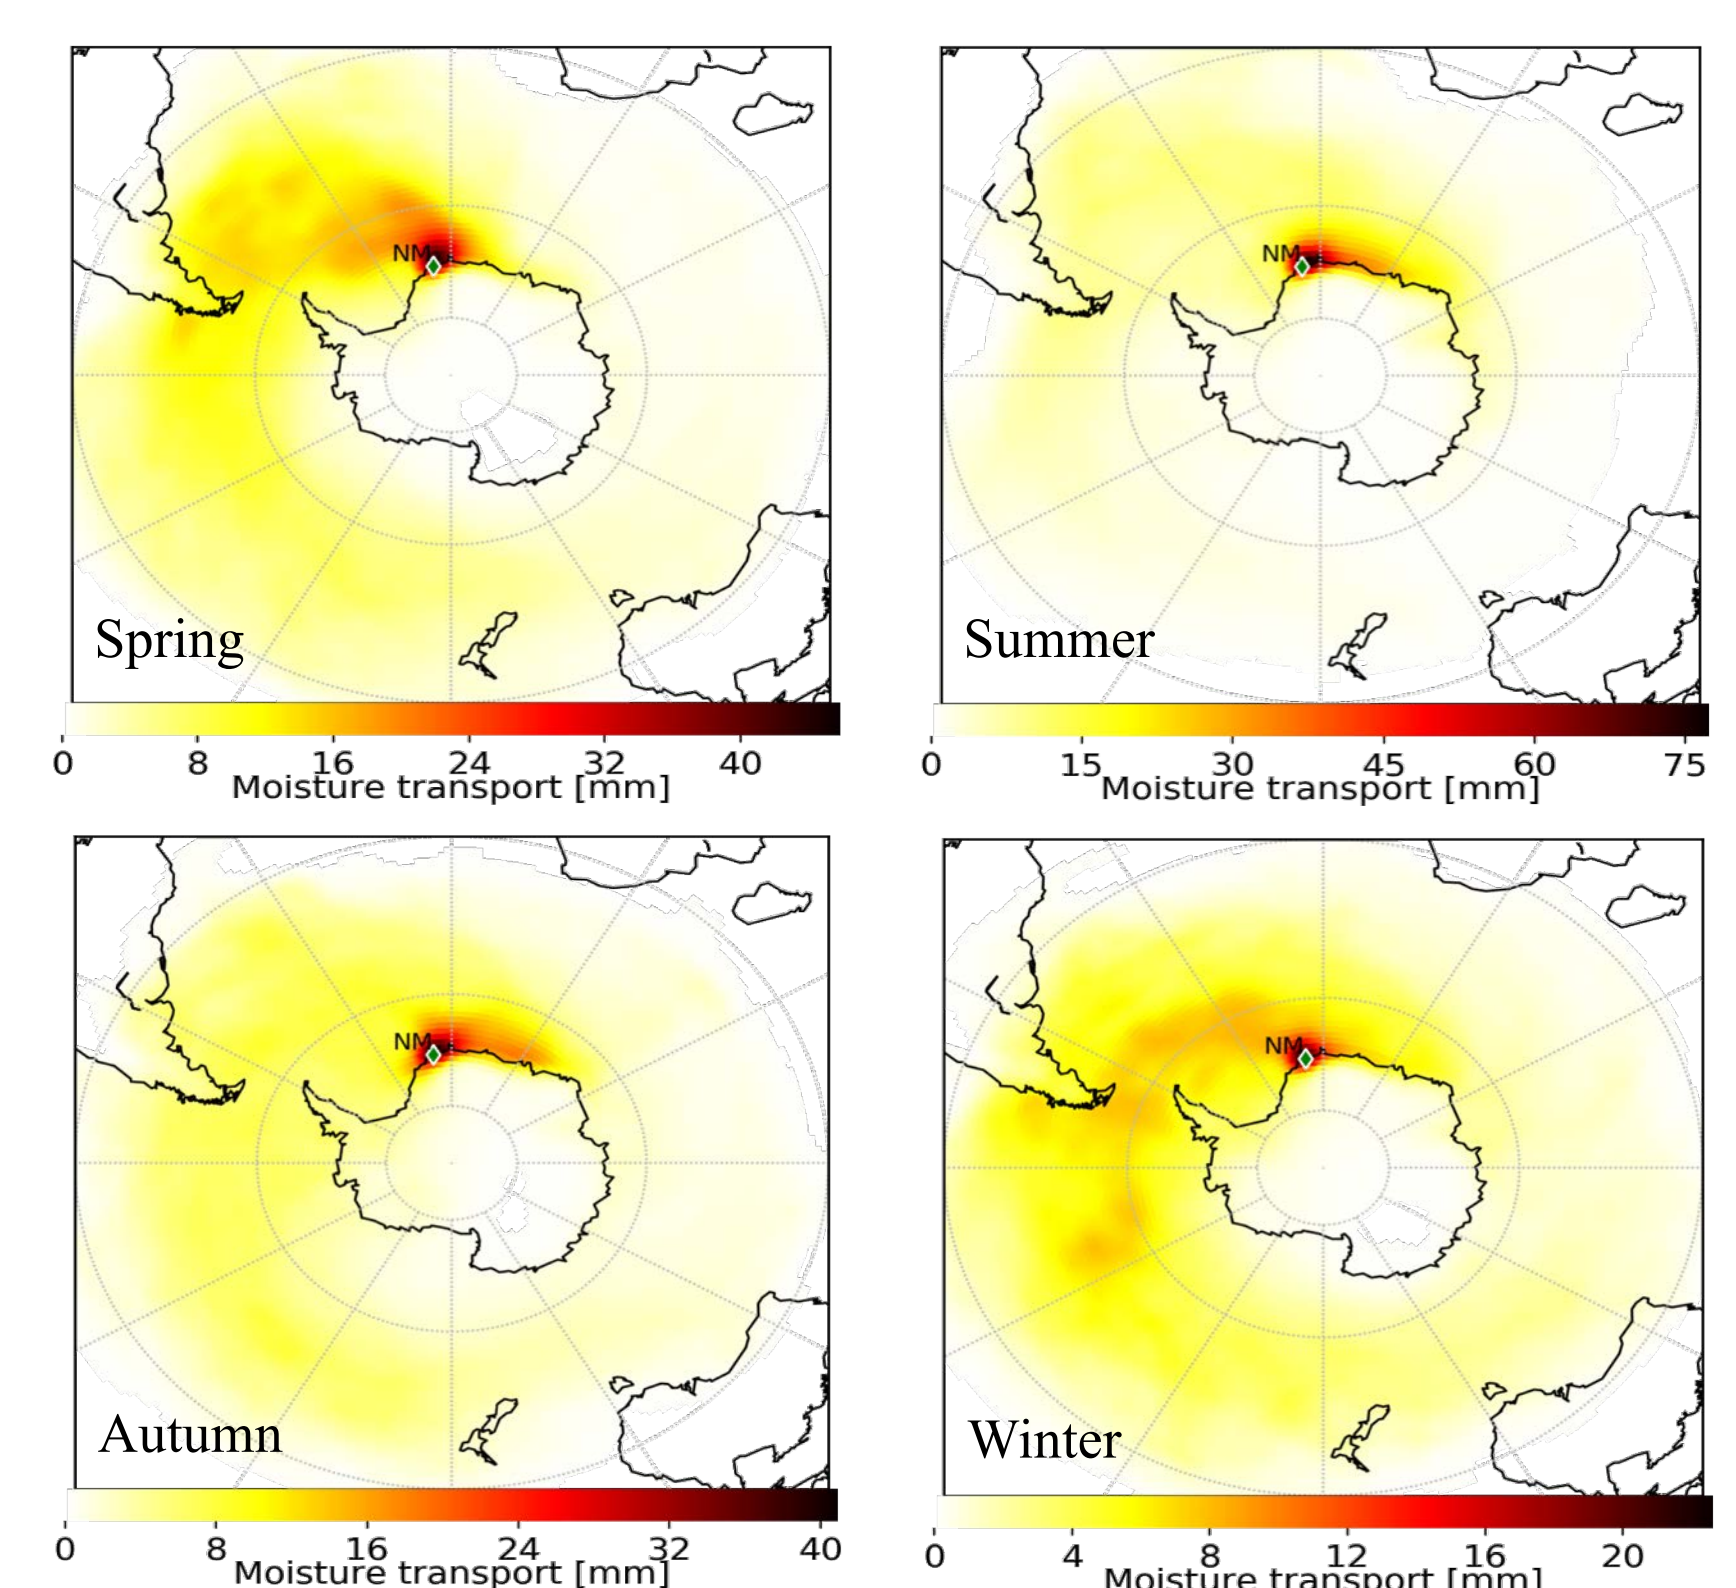 NM
Spring
0 8 16 24 32 40
Moisture transport [mm]
NM
Summer
0 15 30 45 60 75
Moisture transport [mm]
NM
Autumn
0 8 16 24 32 40
Moisture transport [mm]
NM
Winter
0 4 8 12 16 20
Moisture transport [mm]